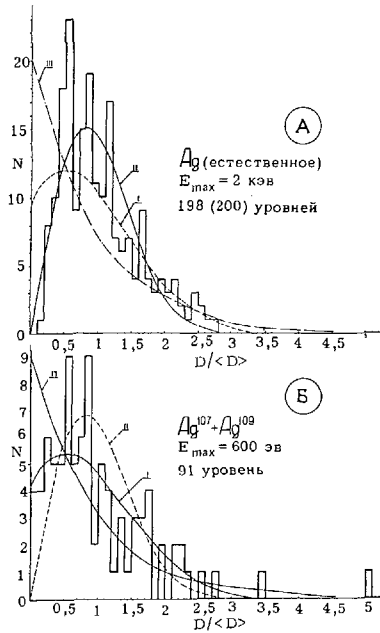 20
15
10
5
0
N
III
II
I
А
Ag (естественное)
E max = 2 кэв
198 (200) уровней
0,5 1 1.5 2 2.5 3 3.5 4 4,5 5
D/<D>
9
8
7
6
5
4
3
2
1
0
N
II
I
Б
Ag¹⁰⁷+Ag¹⁰⁹
E max = 600 эв
91 уровень
0,5 1 1.5 2 2.5 3 3.5 4 5
D/<D>